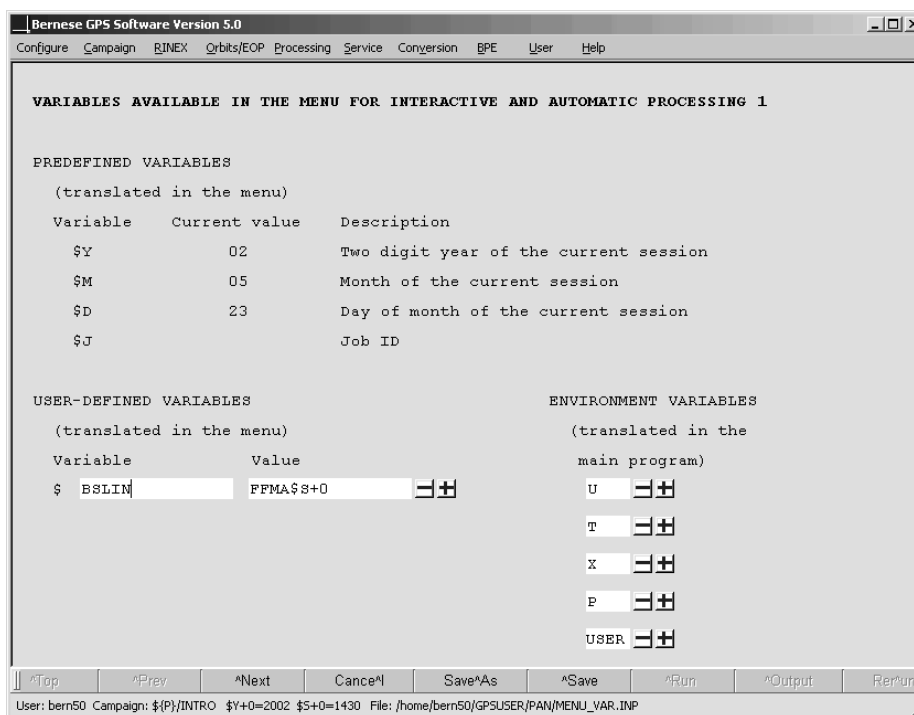 Bernese GPS Software Version 5.0
Configure Campaign RINEX Orbits/EOP Processing Service Conversion BPE User Help
VARIABLES AVAILABLE IN THE MENU FOR INTERACTIVE AND AUTOMATIC PROCESSING 1
PREDEFINED VARIABLES
(translated in the menu)
Variable Current value Description
$Y 02 Two digit year of the current session
$M 05 Month of the current session
$D 23 Day of month of the current session
$J Job ID
USER-DEFINED VARIABLES ENVIRONMENT VARIABLES
(translated in the menu) (translated in the
Variable Value main program)
$ BSLIN FFMA$S+0 U
T
X
P
USER
^Top ^Prev ^Next Cance^l Save^As ^Save ^Run ^Output Rer^un
User: bern50 Campaign: ${P}/INTRO $Y+0=2002 $S+0=1430 File: /home/bern50/GPSUSER/PAN/MENU_VAR.INP